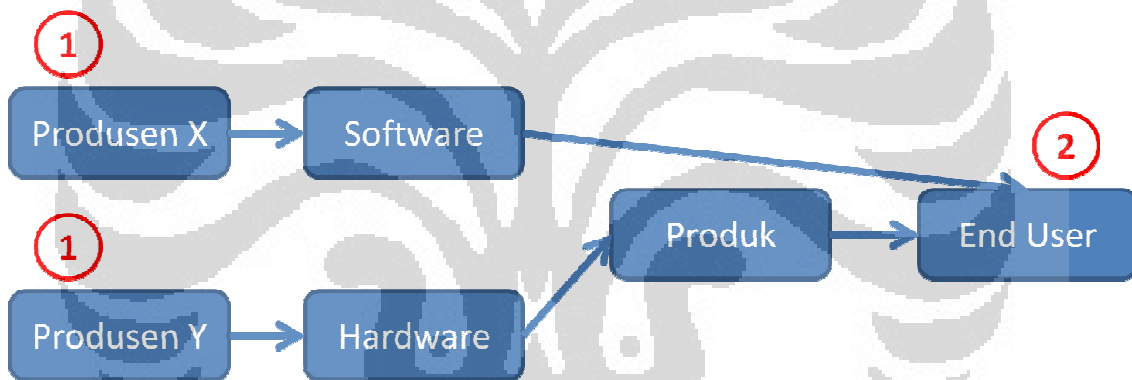 1
Produsen X
Software
2
1
Produk
End User
Produsen Y
Hardware